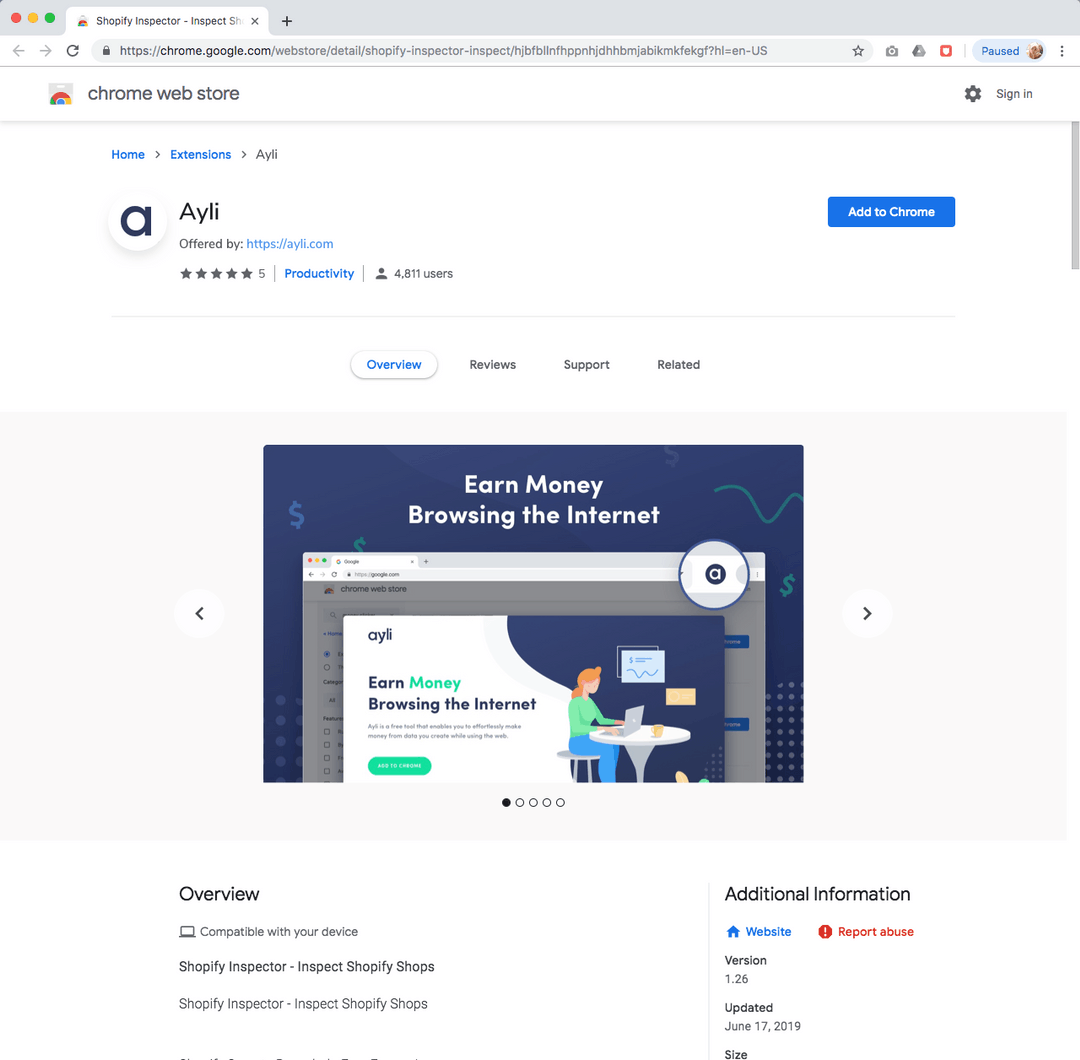 Shopify Inspector - Inspect Sh
https://chrome.google.com/webstore/detail/shopify-inspector-inspect/hjbfbllnfhppnhjdhhbmjabikmkfekgf?hl=en-US
Paused
chrome web store
Sign in
Home > Extensions > Ayli
a
Ayli
Add to Chrome
Offered by: https://ayli.com
5
Productivity
4,811 users
Overview
Reviews
Support
Related
Earn Money
Browsing the Internet
Google
https://google.com
a
chrome web store
ayli
Earn Money
Browsing the Internet
Ayli is a free tool that enables you to effortlessly make
money from data you create while using the web.
ADD TO CHROME
Overview
Compatible with your device
Shopify Inspector - Inspect Shopify Shops
Shopify Inspector - Inspect Shopify Shops
Additional Information
Website
Report abuse
Version
1.26
Updated
June 17, 2019
Size